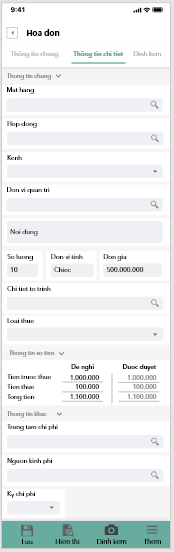 9:41
Hoa don
Thông tin chung Thông tin chi tiet Dinh kem
Thong tin chung
Mat hang
Hop dong
Kenh
Don vi quan tri
Noi dung
So luong Don vi tinh Don gia
10 Chiec 500.000.000
Chi tiet to trinh
Loai thue
Thong tin so tien
De nghi Duoc duyet
Tien truoc thue 1.000.000 1.000.000
Tien thue 100.000 100.000
Tong tien 1.100.000 1.100.000
Thong tin khac
Trung tam chi phi
Nguon kinh phi
Ky chi phi
Luu Hien thi Dinh kem Them